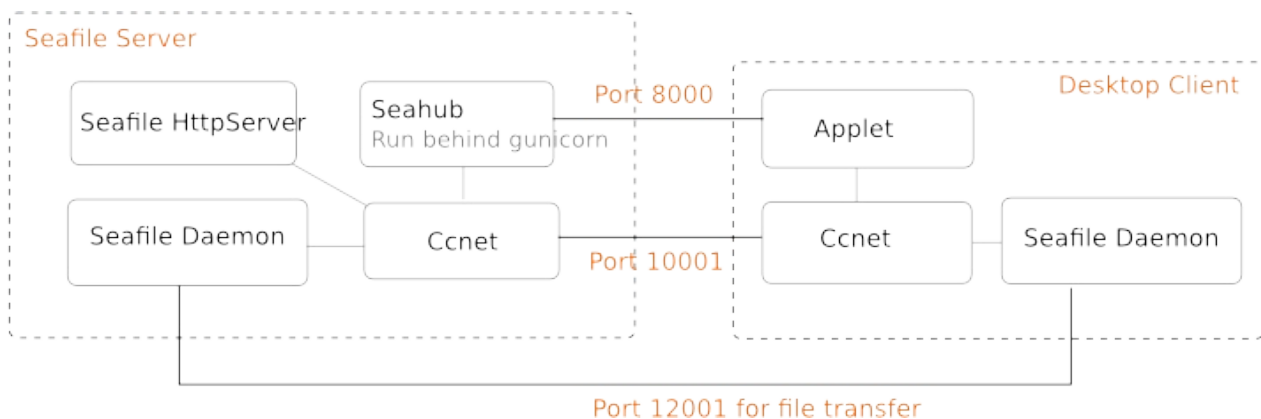 Seafile Server
Seafile HttpServer
Seahub
Run behind gunicorn
Port 8000
Desktop Client
Applet
Seafile Daemon
Ccnet
Port 10001
Ccnet
Seafile Daemon
Port 12001 for file transfer